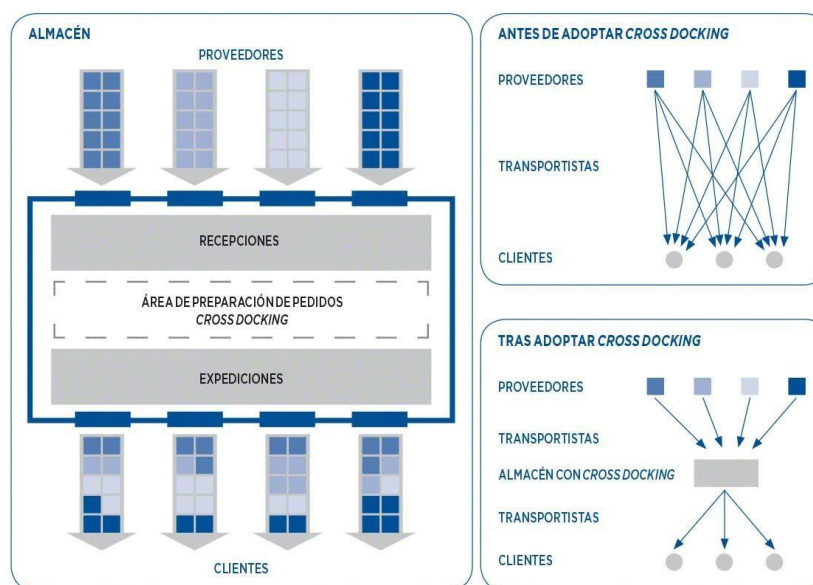 ALMACÉN
PROVEEDORES
RECEPCIONES
ÁREA DE PREPARACIÓN DE PEDIDOS
CROSS DOCKING
EXPEDICIONES
CLIENTES
ANTES DE ADOPTAR CROSS DOCKING
PROVEEDORES
TRANSPORTISTAS
CLIENTES
TRAS ADOPTAR CROSS DOCKING
PROVEEDORES
TRANSPORTISTAS
ALMACÉN CON CROSS DOCKING
TRANSPORTISTAS
CLIENTES